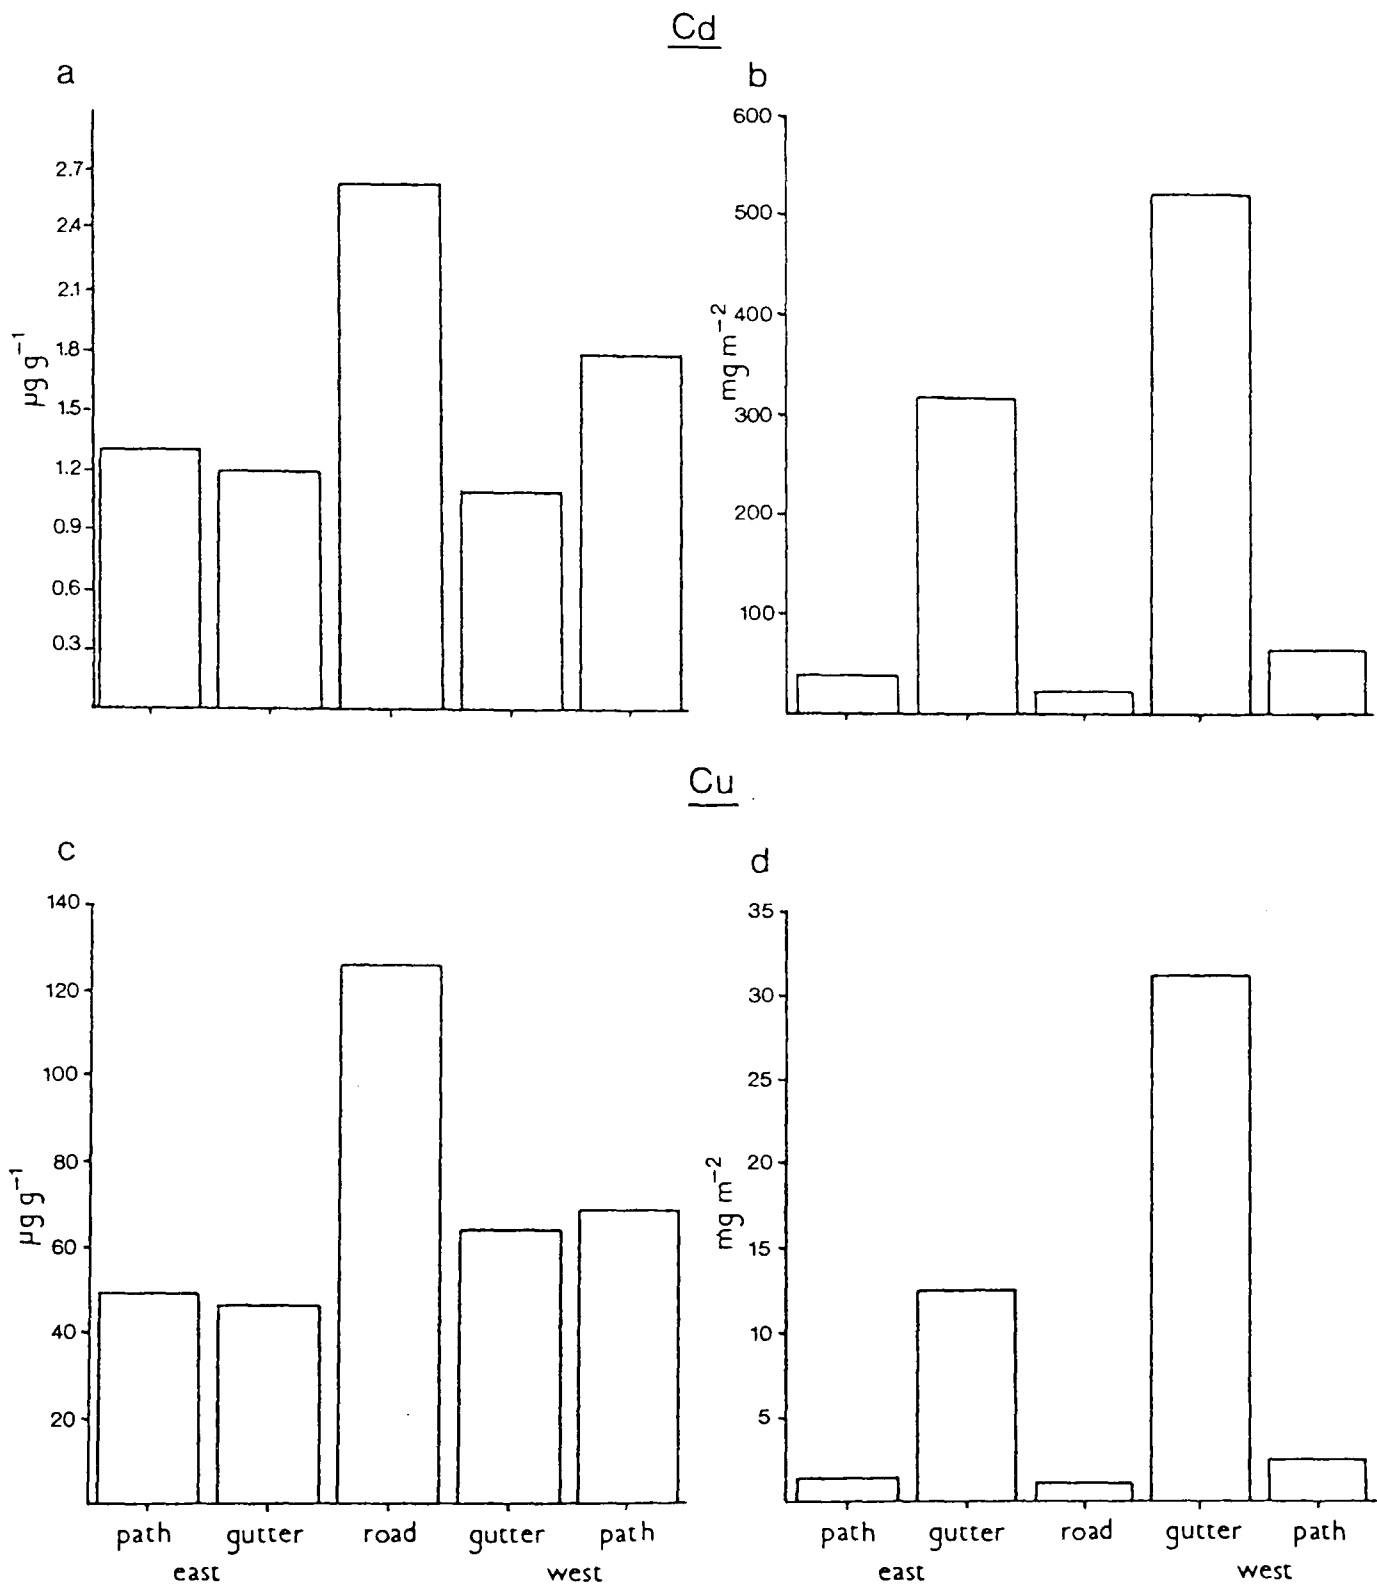 Cd
a
2.7
2.4
2.1
1.8
1.5
1.2
0.9
0.6
0.3
µg g⁻¹
b
600
500
400
300
200
100
mg m⁻²
Cu
c
140
120
100
80
60
40
20
µg g⁻¹
path gutter road gutter path
east west
d
35
30
25
20
15
10
5
mg m⁻²
path gutter road gutter path
east west